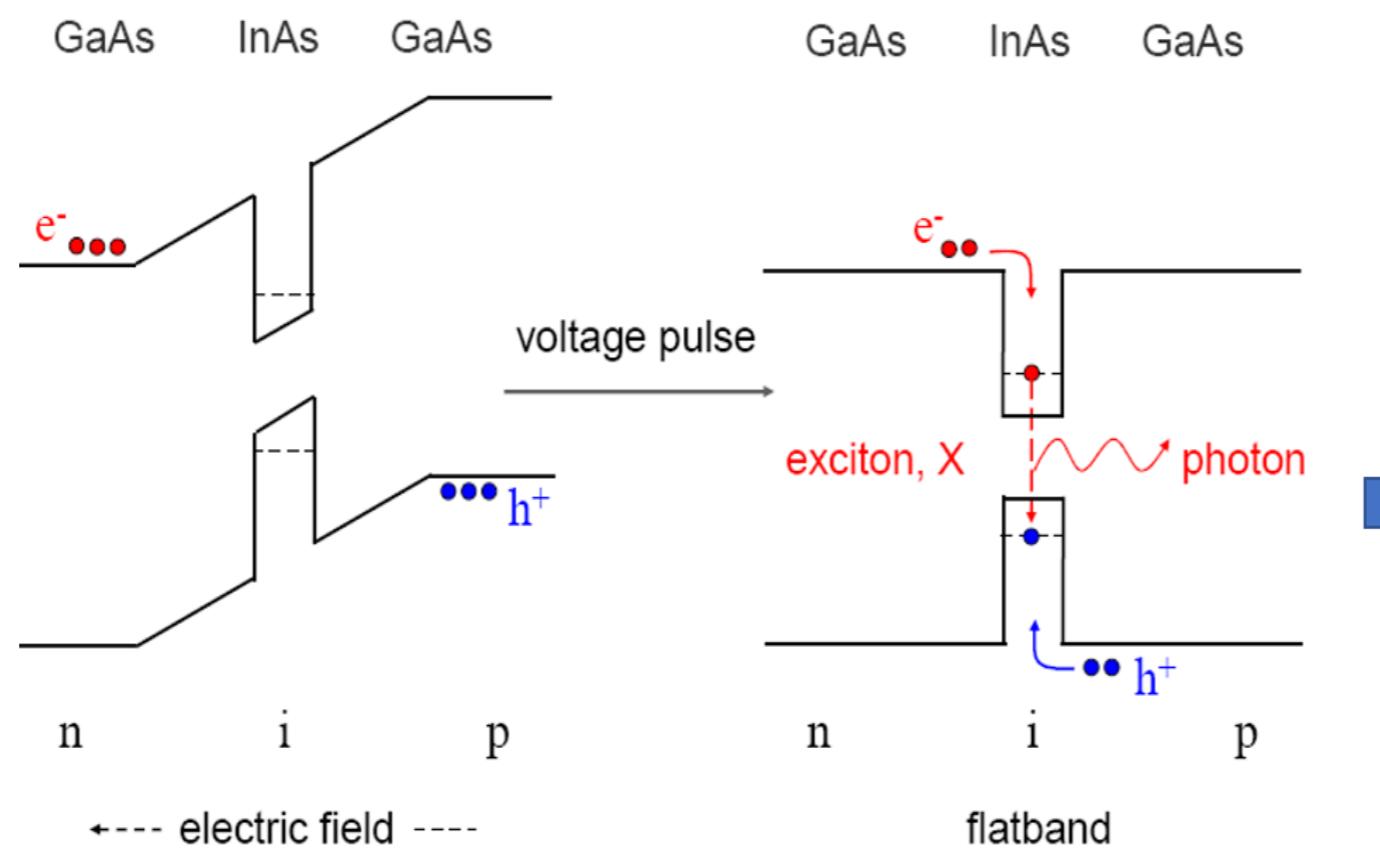 GaAs InAs GaAs
GaAs InAs GaAs
e-
e-
voltage pulse
exciton, X
photon
h+
h+
n i p
n i p
electric field
flatband